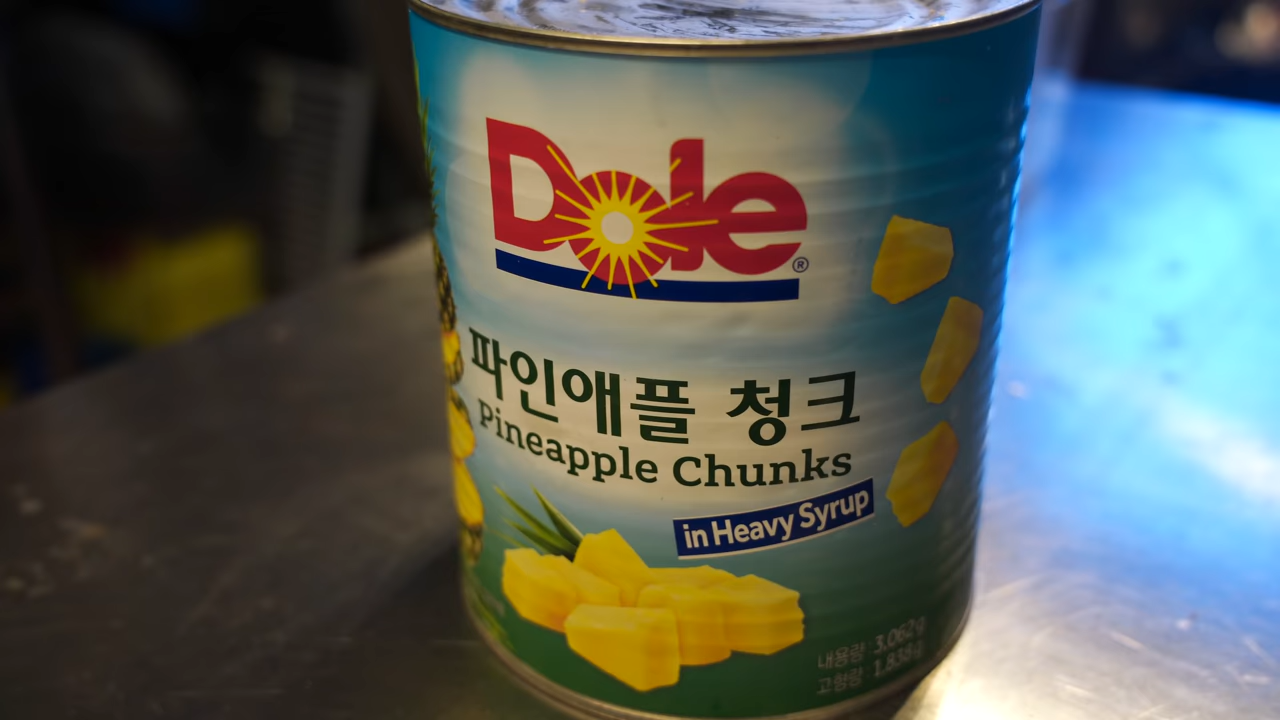 Dole®
파인애플 청크
Pineapple Chunks
in Heavy Syrup
내용량 3,062g
고형량 1,838g